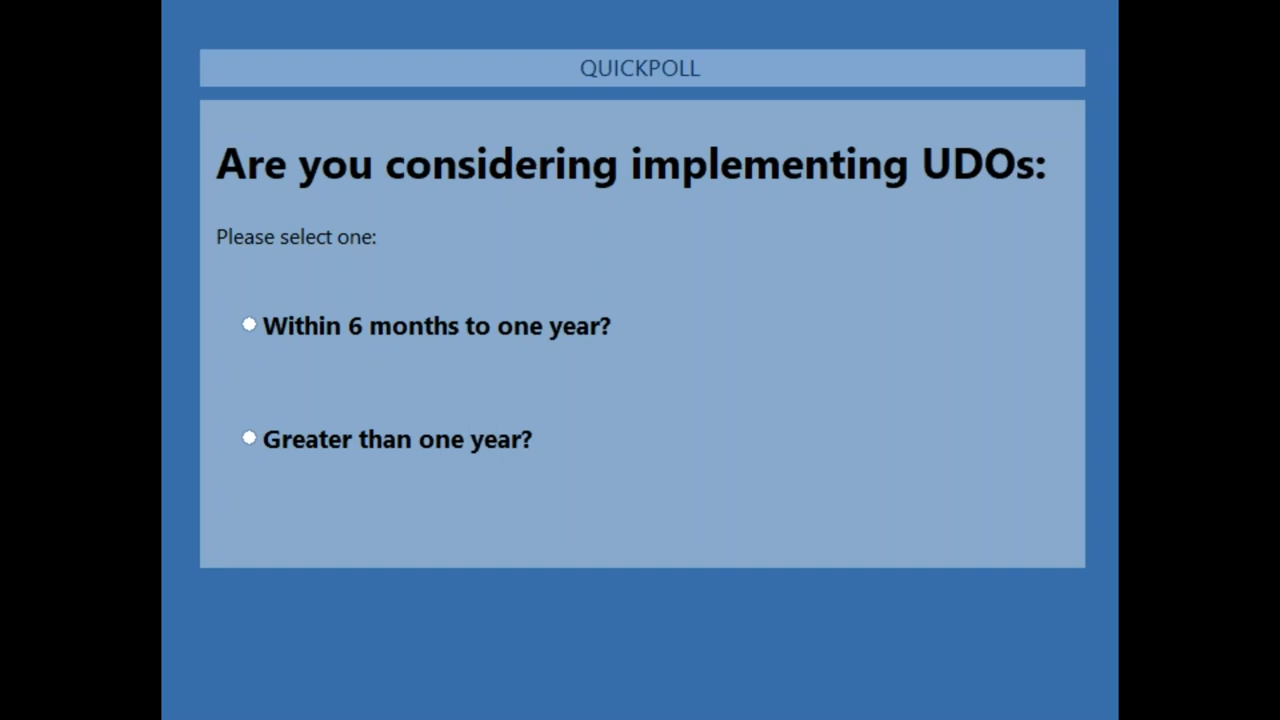 QUICKPOLL
Are you considering implementing UDOs:
Please select one:
Within 6 months to one year?
Greater than one year?